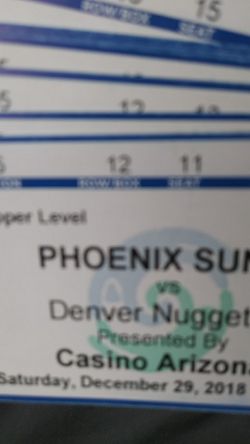 15
ROW/BOX SEAT
5 12
12 11
ROW/BOX SEAT
pper Level
PHOENIX SUN
vs
Denver Nugget
Presented By
Casino Arizona
Saturday, December 29, 2018